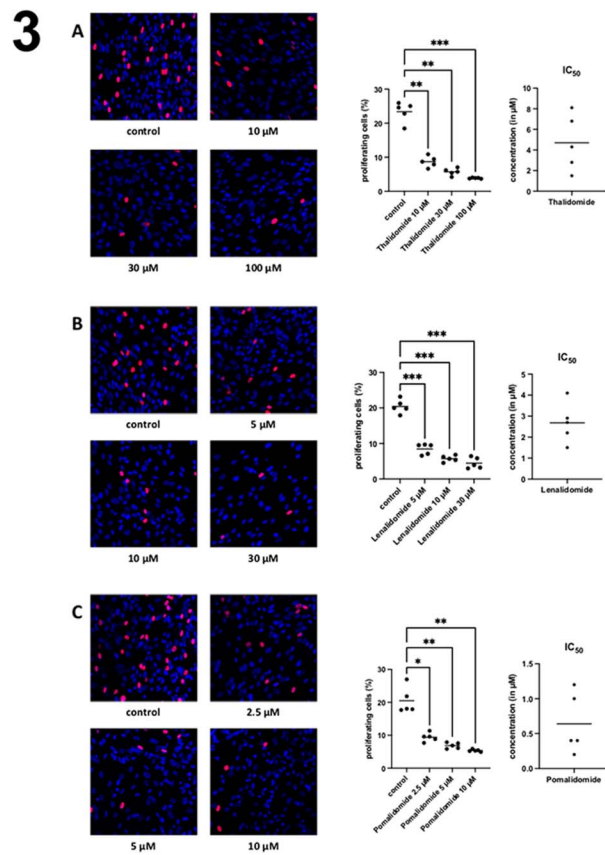 3
A
control
10 µM
30 µM
100 µM
proliferating cells (%)
30
20
10
0
***
**
**
control
Thalidomide 10 µM
Thalidomide 30 µM
Thalidomide 100 µM
IC50
concentration (in µM)
10
8
6
4
2
0
Thalidomide
B
control
5 µM
10 µM
30 µM
proliferating cells (%)
30
20
10
0
***
***
***
control
Lenalidomide 5 µM
Lenalidomide 10 µM
Lenalidomide 30 µM
IC50
concentration (in µM)
5
4
3
2
1
0
Lenalidomide
C
control
2.5 µM
5 µM
10 µM
proliferating cells (%)
30
20
10
0
**
**
*
control
Pomalidomide 2.5 µM
Pomalidomide 5 µM
Pomalidomide 10 µM
IC50
concentration (in µM)
1.5
1.0
0.5
0.0
Pomalidomide